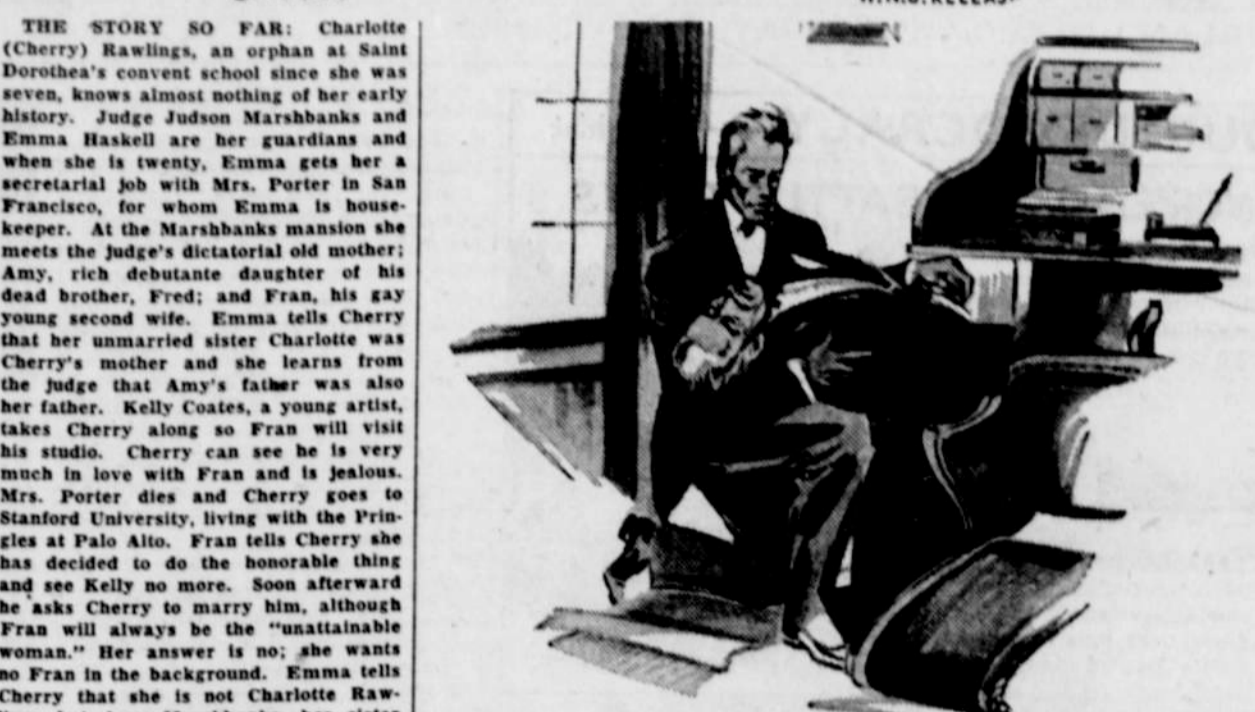 THE STORY SO FAR: Charlotte
(Cherry) Rawlings, an orphan at Saint
Dorothea's convent school since she was
seven, knows almost nothing of her early
history. Judge Judson Marshbanks and
Emma Haskell are her guardians and
when she is twenty, Emma gets her a
secretarial job with Mrs. Porter in San
Francisco, for whom Emma is house-
keeper. At the Marshbanks mansion she
meets the judge's dictatorial old mother;
Amy, rich debutante daughter of his
dead brother, Fred; and Fran, his gay
young second wife. Emma tells Cherry
that her unmarried sister Charlotte was
Cherry's mother and she learns from
the judge that Amy's father was also
her father. Kelly Coates, a young artist,
takes Cherry along so Fran will visit
his studio. Cherry can see he is very
much in love with Fran and is jealous.
Mrs. Porter dies and Cherry goes to
Stanford University, living with the Prin-
gles at Palo Alto. Fran tells Cherry she
has decided to do the honorable thing
and see Kelly no more. Soon afterward
he asks Cherry to marry him, although
Fran will always be the "unattainable
woman." Her answer is no; she wants
no Fran in the background. Emma tells
Cherry that she is not Charlotte Raw-